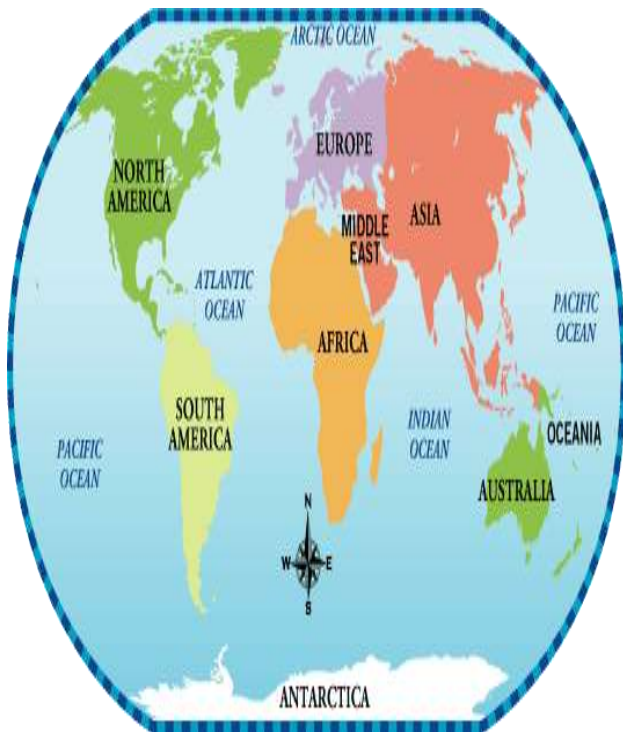 ARCTIC OCEAN
EUROPE
NORTH
AMERICA
ASIA
MIDDLE
EAST
ATLANTIC
OCEAN
PACIFIC
OCEAN
AFRICA
SOUTH
AMERICA
INDIAN
OCEAN
OCEANIA
PACIFIC
OCEAN
AUSTRALIA
N
W E
S
ANTARCTICA